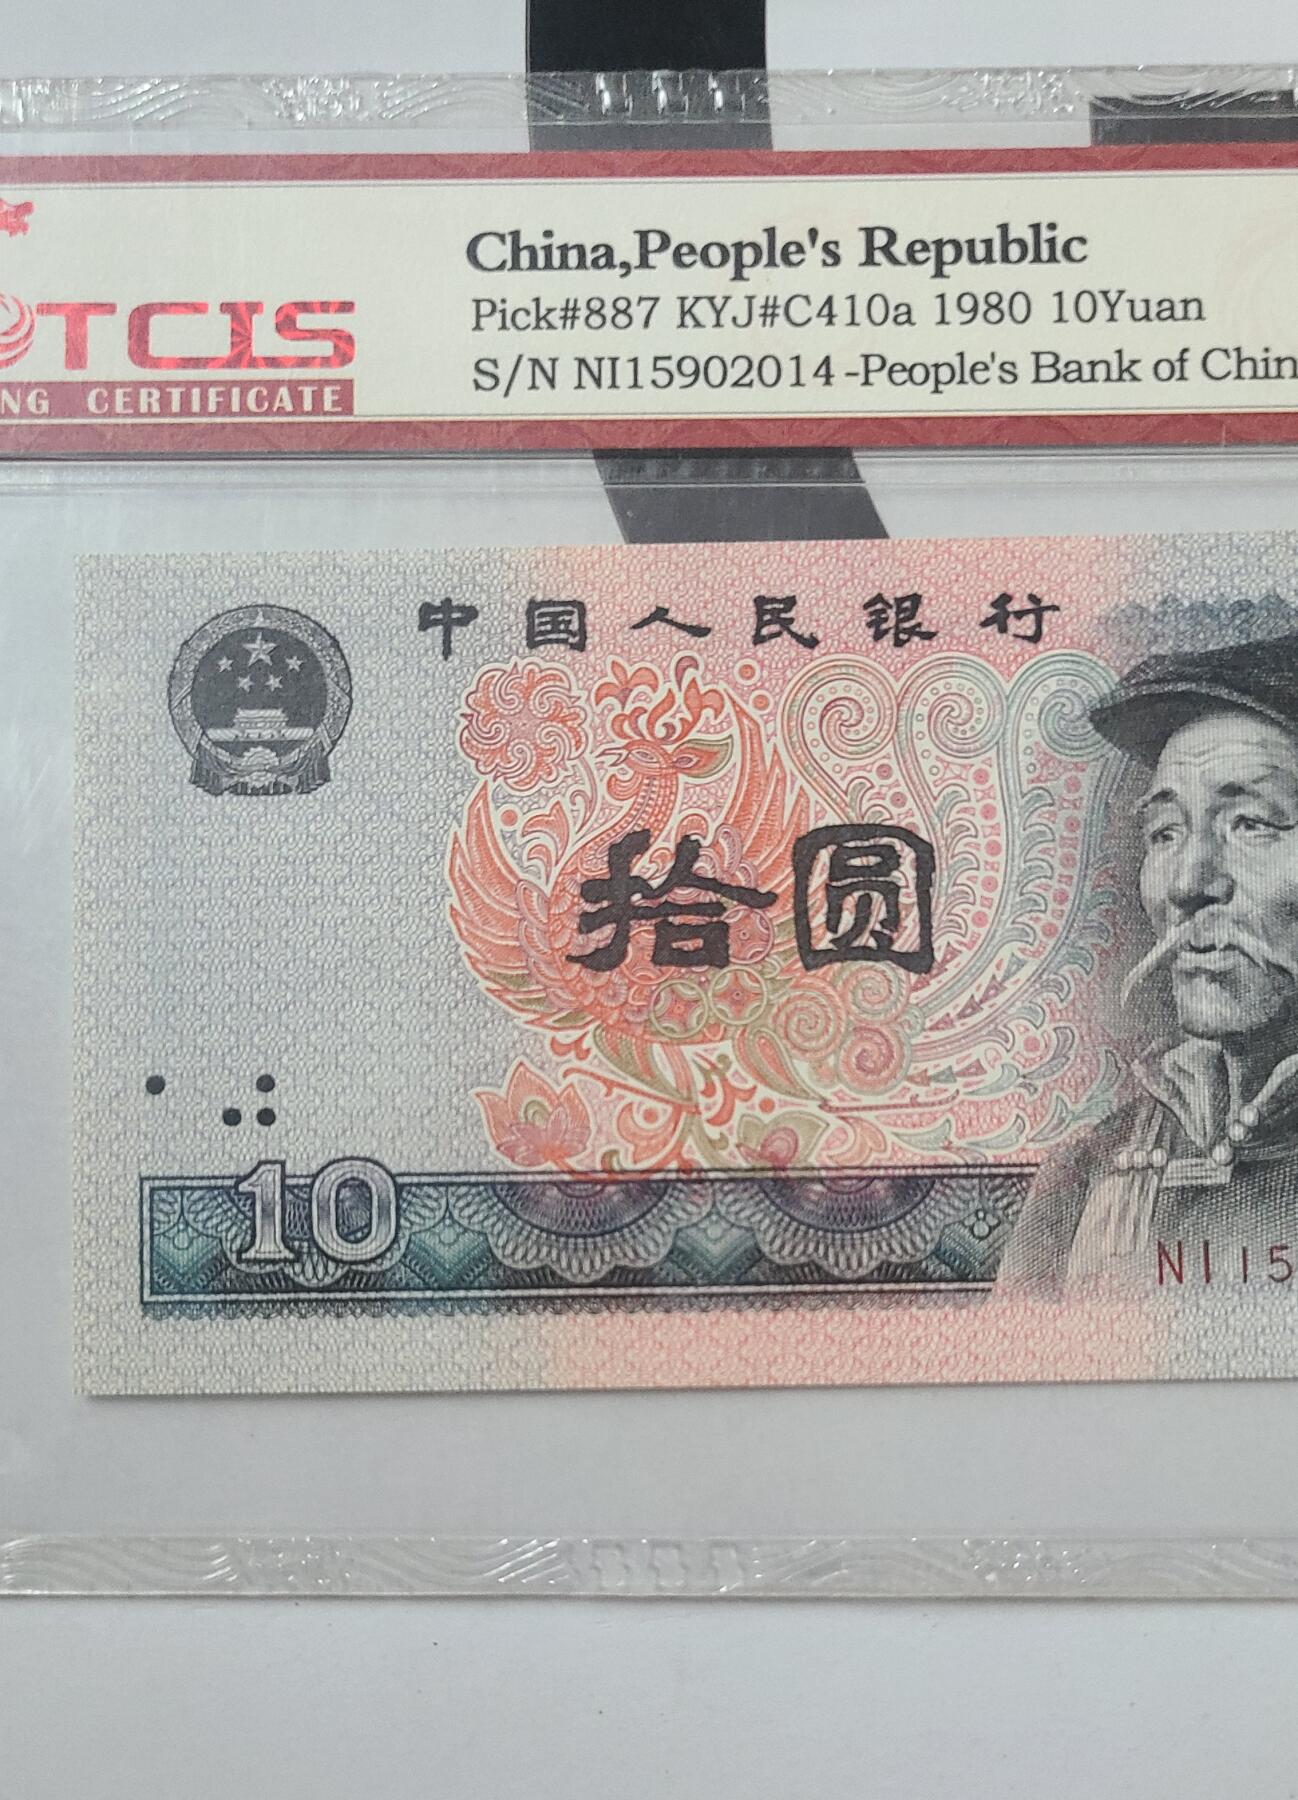 China,People's Republic
Pick#887 KYJ#C410a 1980 10Yuan
S/N NI15902014-People's Bank of Chin
TCIS
NG CERTIFICATE
中国人民银行
拾圆
10
NI15